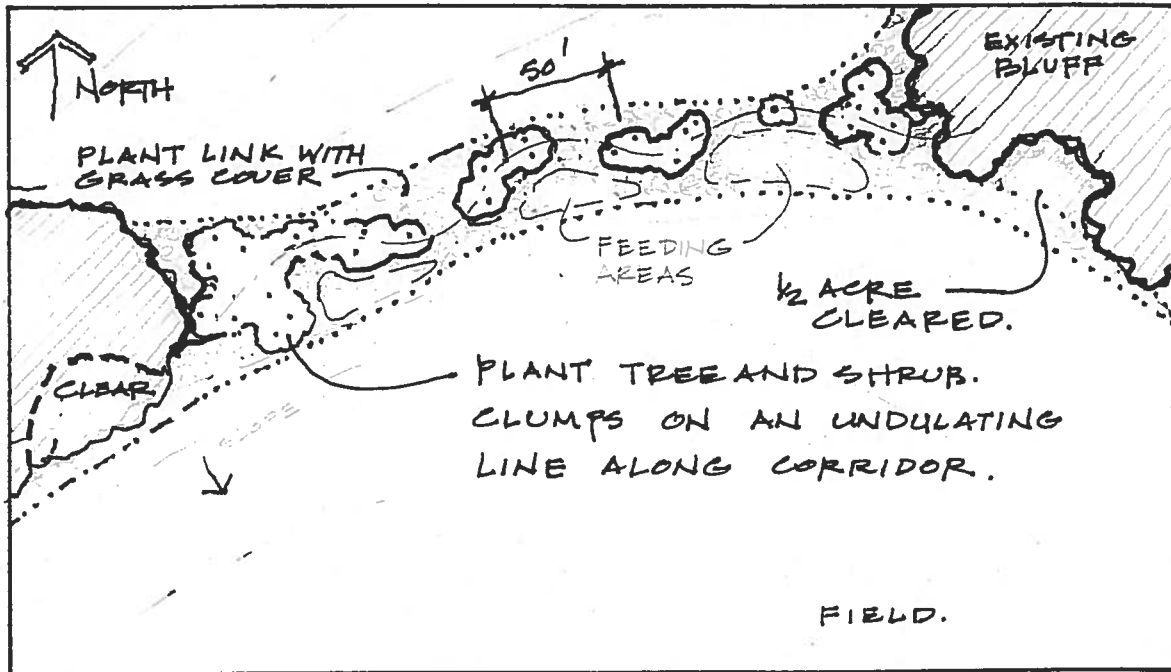 NORTH
50'
EXISTING
BLUFF
PLANT LINK WITH
GRASS COVER
FEEDING
AREAS
½ ACRE
CLEARED.
CLEAR
SLOPE
PLANT TREE AND SHRUB.
CLUMPS ON AN UNDULATING
LINE ALONG CORRIDOR.
FIELD.